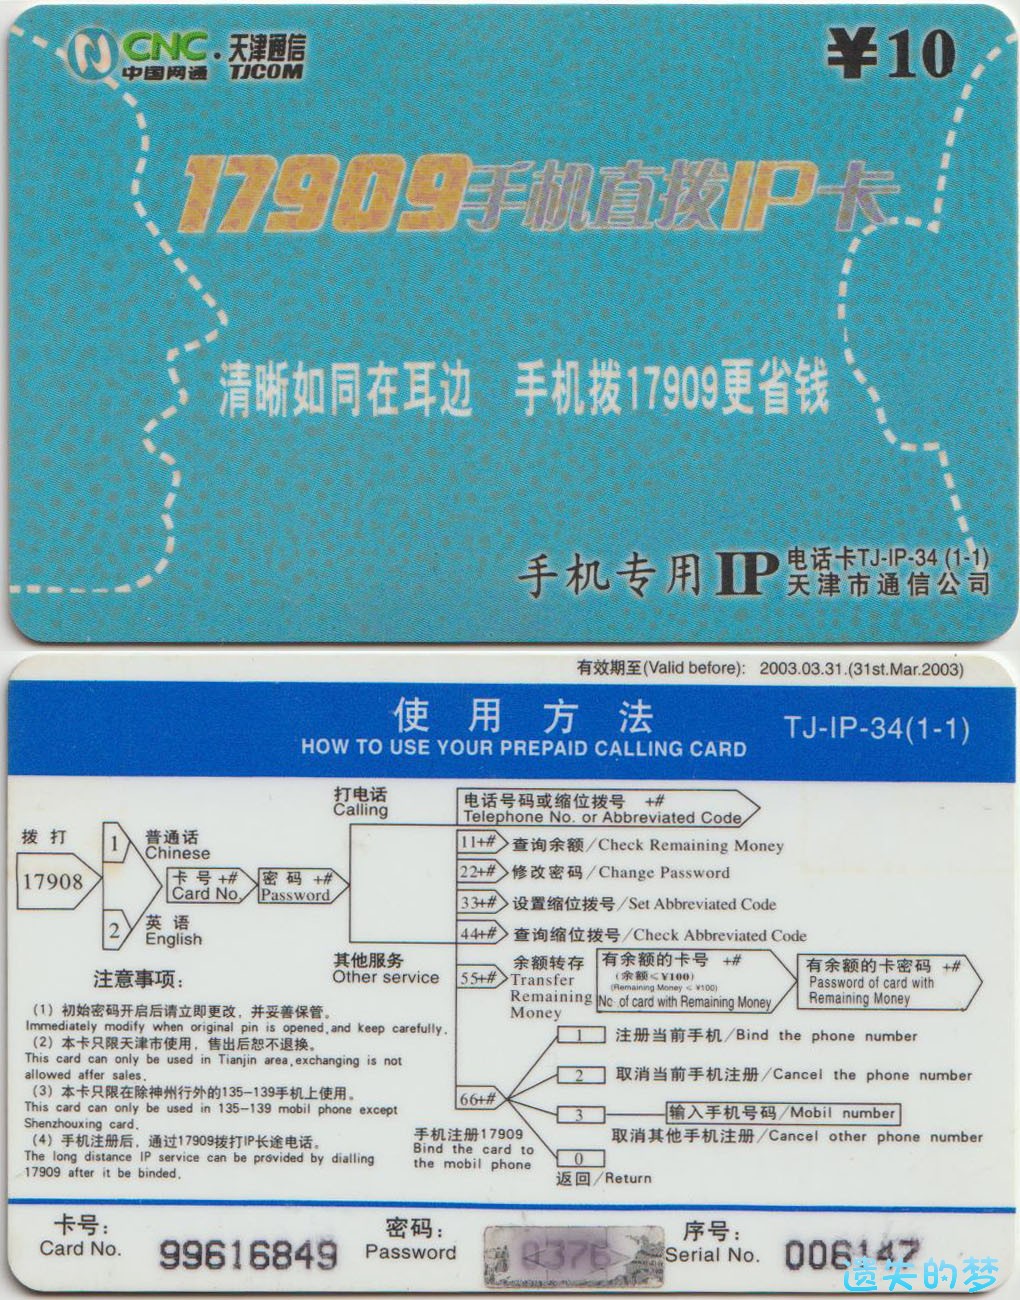 CNC · 天津通信
中国网通 TJCOM
¥10
17909手机直拨IP卡
清晰如同在耳边 手机拨17909更省钱
手机专用IP
电话卡TJ-IP-34 (1-1)
天津市通信公司
有效期至(Valid before): 2003.03.31.(31st.Mar.2003)
使用方法
HOW TO USE YOUR PREPAID CALLING CARD
TJ-IP-34(1-1)
拨打
17908
1
普通话
Chinese
2
英语
English
卡号 +#
Card No.
密码 +#
Password
打电话
Calling
电话号码或缩位拨号 +#
Telephone No. or Abbreviated Code
其他服务
Other service
11+# 查询余额/Check Remaining Money
22+# 修改密码/Change Password
33+# 设置缩位拨号/Set Abbreviated Code
44+# 查询缩位拨号/Check Abbreviated Code
55+# 余额转存
Transfer
Remaining
Money
有余额的卡号 +#
(余额≤¥100)
(Remaining Money < ¥100)
No. of card with Remaining Money
有余额的卡密码 +#
Password of card with
Remaining Money
66+#
手机注册17909
Bind the card to
the mobil phone
1 注册当前手机/Bind the phone number
2 取消当前手机注册/Cancel the phone number
3 输入手机号码/Mobil number
取消其他手机注册/Cancel other phone number
0
返回/Return
注意事项:
(1) 初始密码开启后请立即更改，并妥善保管。
Immediately modify when original pin is opened,and keep carefully.
(2) 本卡只限天津市使用，售出后恕不退换。
This card can only be used in Tianjin area,exchanging is not
allowed affer sales.
(3) 本卡只限在除神州行外的135-139手机上使用。
This card can only be used in 135-139 mobil phone except
Shenzhouxing card.
(4) 手机注册后，通过17909拨打IP长途电话。
The long distance IP service can be provided by dialling
17909 after it be binded.
卡号:
Card No. 99616849
密码:
Password 0376
序号:
Serial No. 006147
遗失的梦